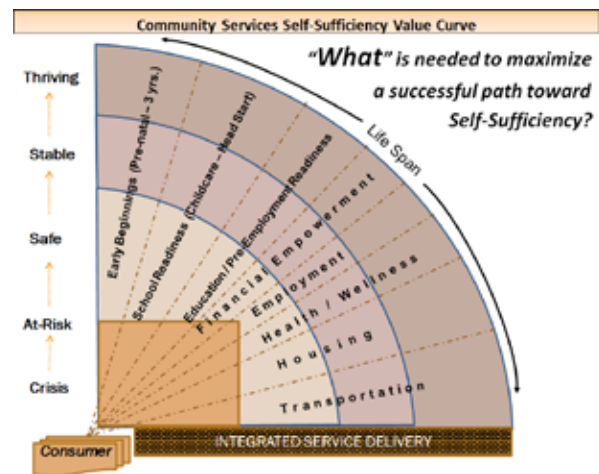 Community Services Self-Sufficiency Value Curve
"What" is needed to maximize
a successful path toward
Self-Sufficiency?
Thriving
Stable
Safe
At-Risk
Crisis
Life Span
Early Beginnings (Pre-natal – 3 yrs.)
School Readiness (Childcare – Head Start)
Education / Pre Employment Readiness
Financial Empowerment
Employment
Health / Wellness
Housing
Transportation
Consumer
INTEGRATED SERVICE DELIVERY